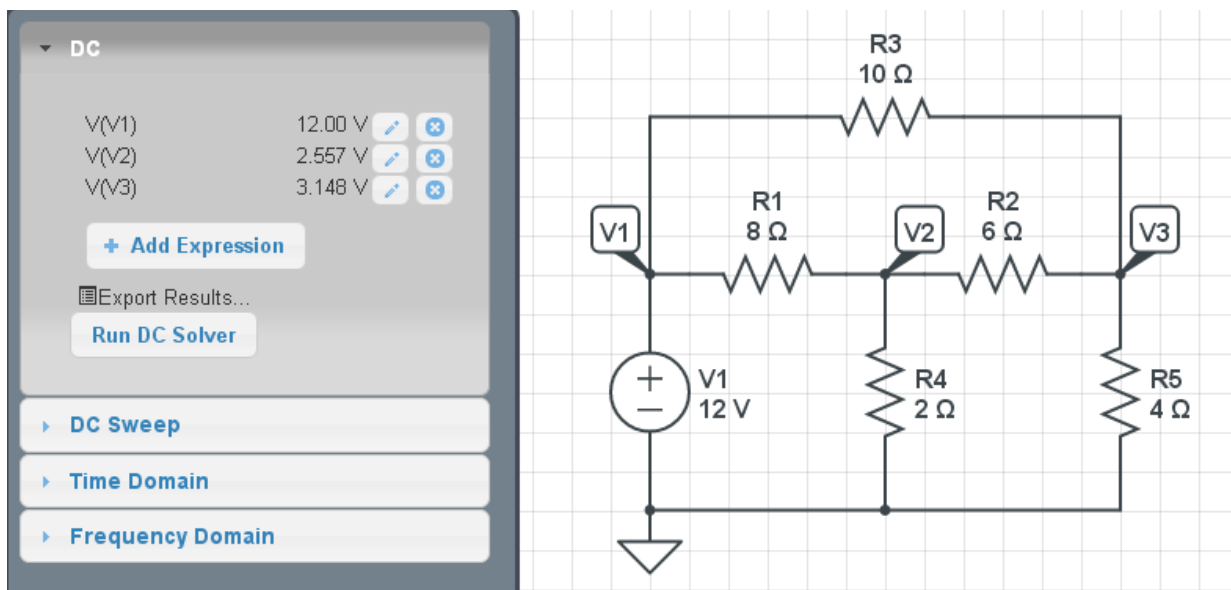 DC
V(V1) 12.00 V
V(V2) 2.557 V
V(V3) 3.148 V
+ Add Expression
Export Results...
Run DC Solver
DC Sweep
Time Domain
Frequency Domain
R3
10 Ω
R1
8 Ω
R2
6 Ω
V1
V2
V3
V1
12 V
R4
2 Ω
R5
4 Ω